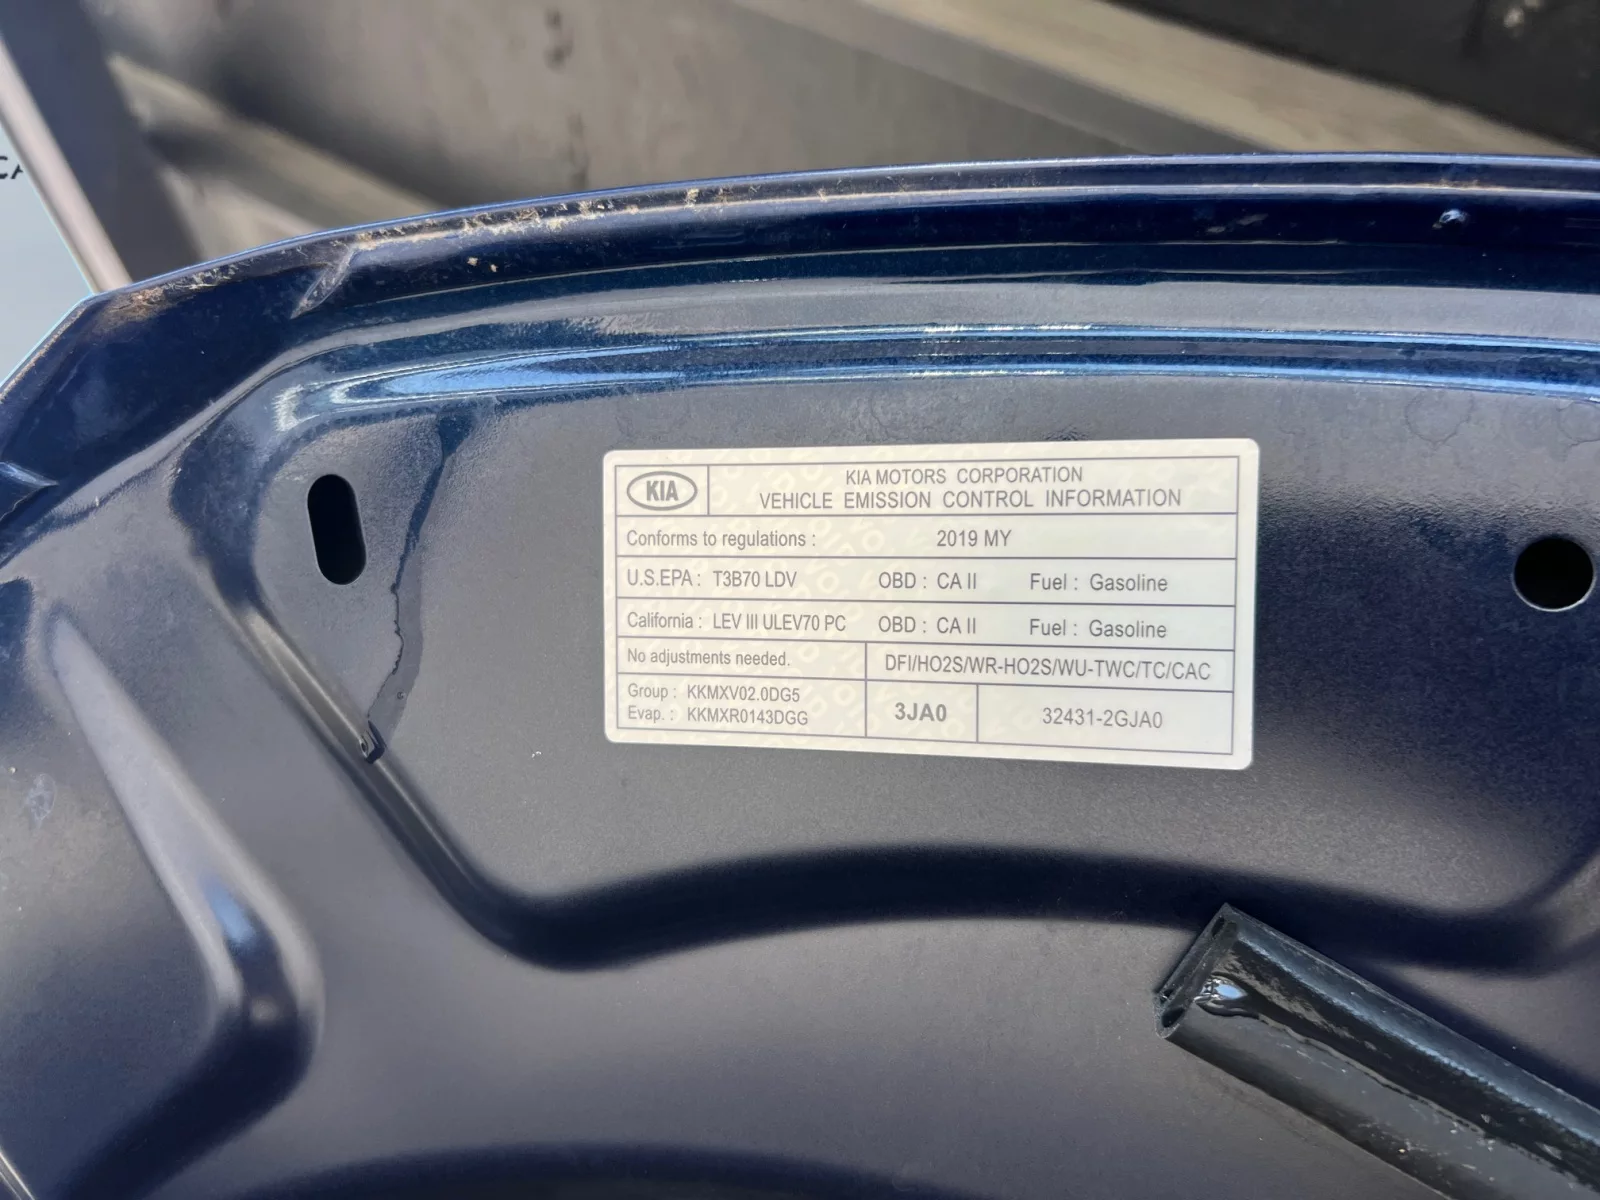 KIA
KIA MOTORS CORPORATION
VEHICLE EMISSION CONTROL INFORMATION
Conforms to regulations : 2019 MY
U.S.EPA : T3B70 LDV OBD : CA II Fuel : Gasoline
California : LEV III ULEV70 PC OBD : CA II Fuel : Gasoline
No adjustments needed. DFI/HO2S/WR-HO2S/WU-TWC/TC/CAC
Group : KKMXV02.0DG5
Evap. : KKMXR0143DGG
3JA0 32431-2GJA0